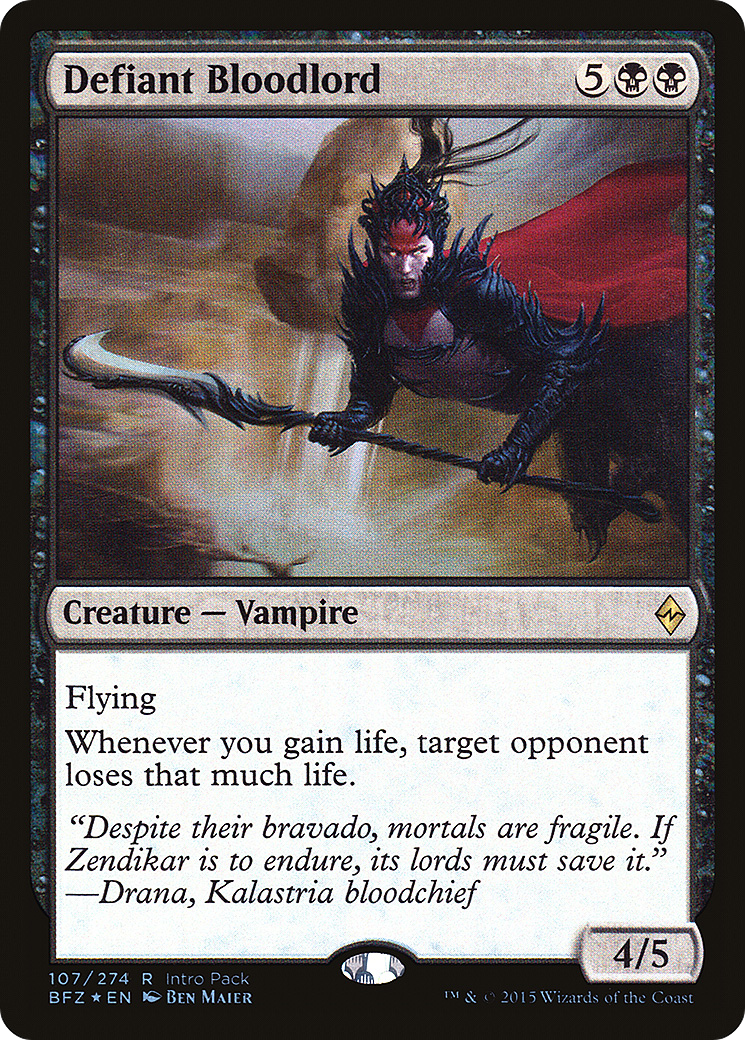 Defiant Bloodlord 5
Creature — Vampire
Flying
Whenever you gain life, target opponent
loses that much life.
“Despite their bravado, mortals are fragile. If
Zendikar is to endure, its lords must save it.”
—Drana, Kalastria bloodchief
4/5
107/274 R Intro Pack
BFZ ★ EN Ben Maier
™ & © 2015 Wizards of the Coast